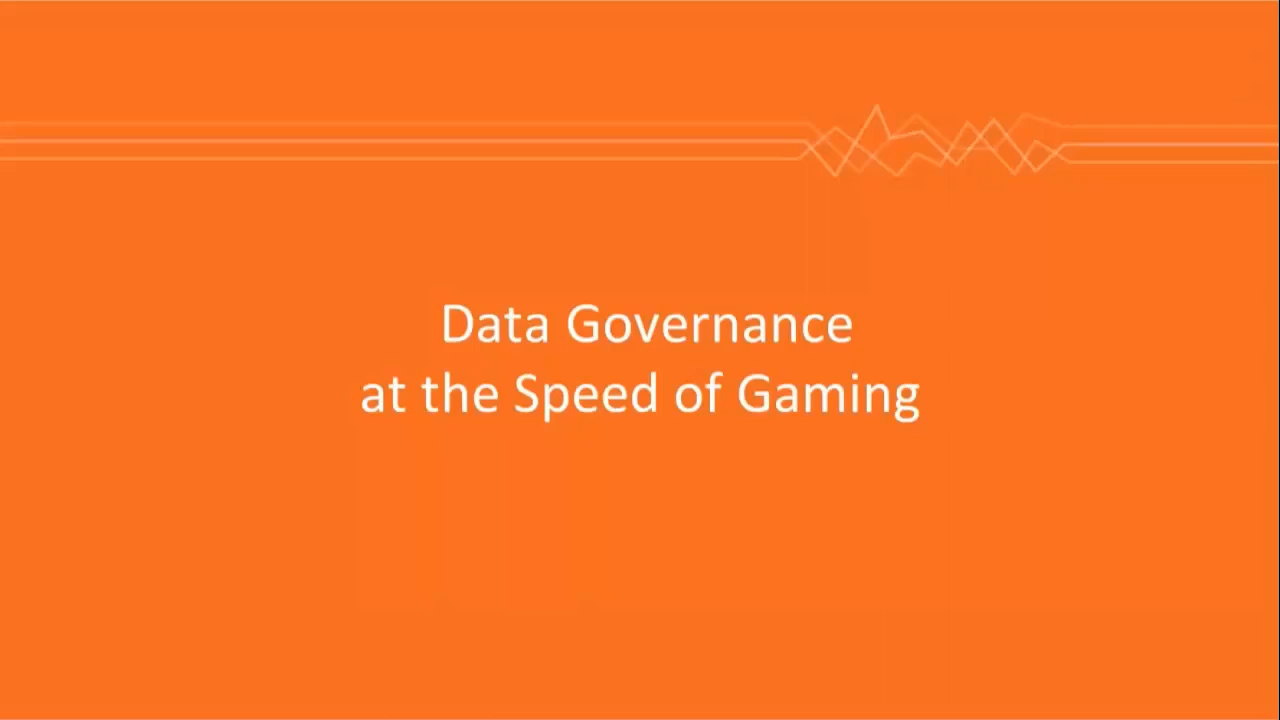 Data Governance
at the Speed of Gaming